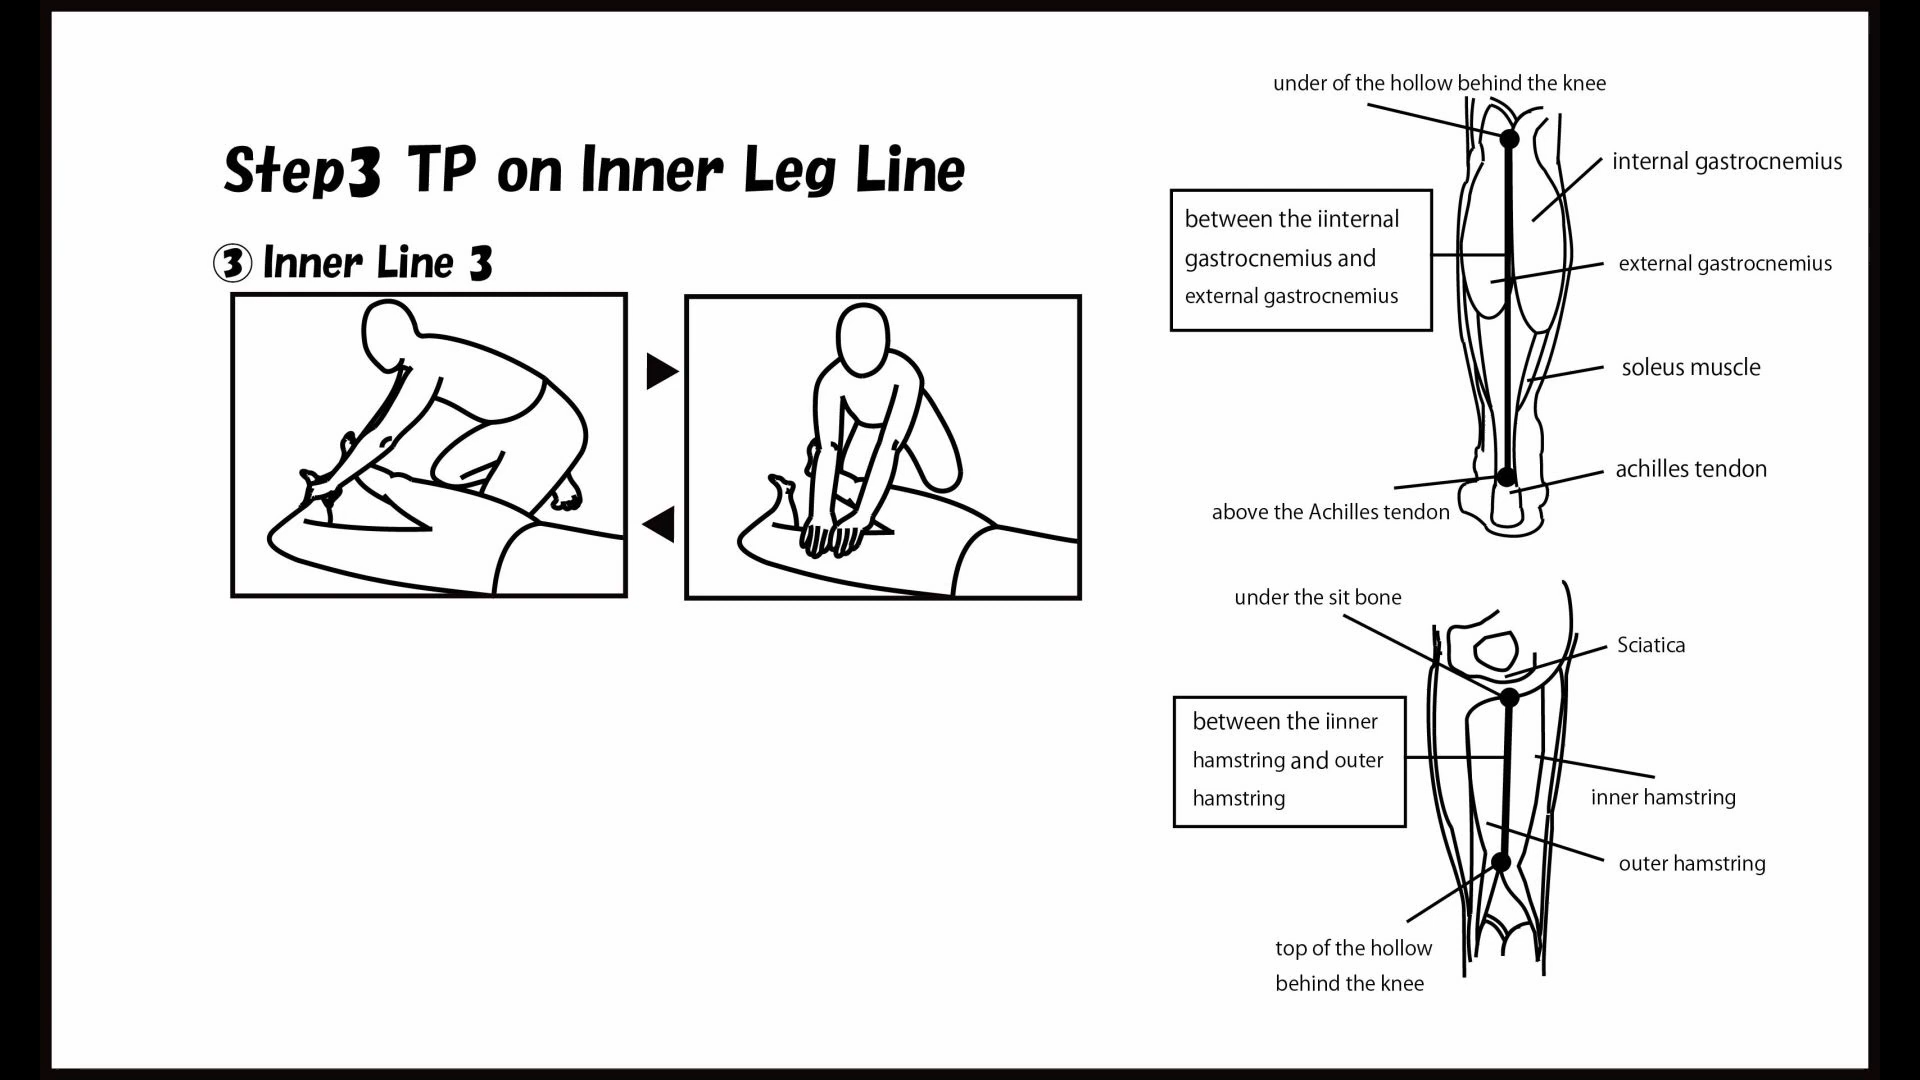 Step3 TP on Inner Leg Line
③ Inner Line 3
under of the hollow behind the knee
internal gastrocnemius
between the iinternal
gastrocnemius and
external gastrocnemius
external gastrocnemius
soleus muscle
achilles tendon
above the Achilles tendon
under the sit bone
Sciatica
between the iinner
hamstring and outer
hamstring
inner hamstring
outer hamstring
top of the hollow
behind the knee